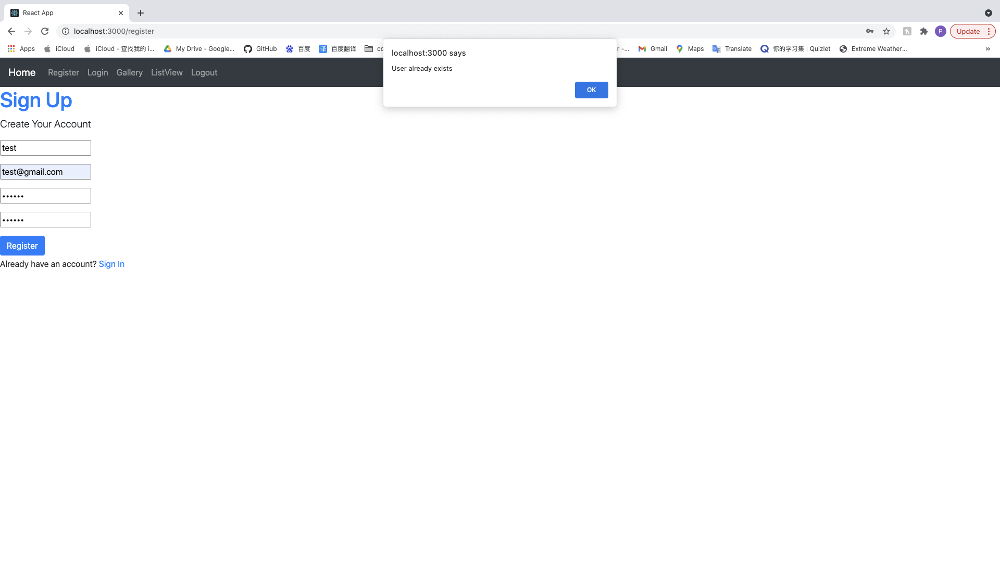 React App
localhost:3000/register
P
Update
Apps
iCloud
iCloud - 查找我的 i...
My Drive - Google...
GitHub
百度
译 百度翻译
Gmail
Maps
Translate
你的学习集 | Quizlet
Extreme Weather...
localhost:3000 says
User already exists
OK
Home
Register
Login
Gallery
ListView
Logout
Sign Up
Create Your Account
test
test@gmail.com
••••••
••••••
Register
Already have an account? Sign In